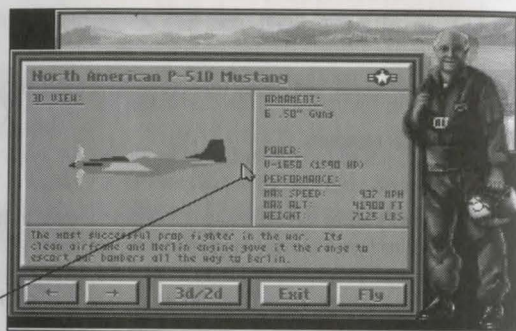 North American P-51D Mustang
3D VIEW:
ARMAMENT:
6 .50" Guns
POWER:
V-1650 (1590 HP)
PERFORMANCE:
MAX SPEED: 437 MPH
MAX ALT: 41900 FT
WEIGHT: 7125 LBS
The most successful prop fighter in the war. Its
clean airframe and Merlin engine gave it the range to
escort our bombers all the way to Berlin.
← → 3d/2d Exit Fly